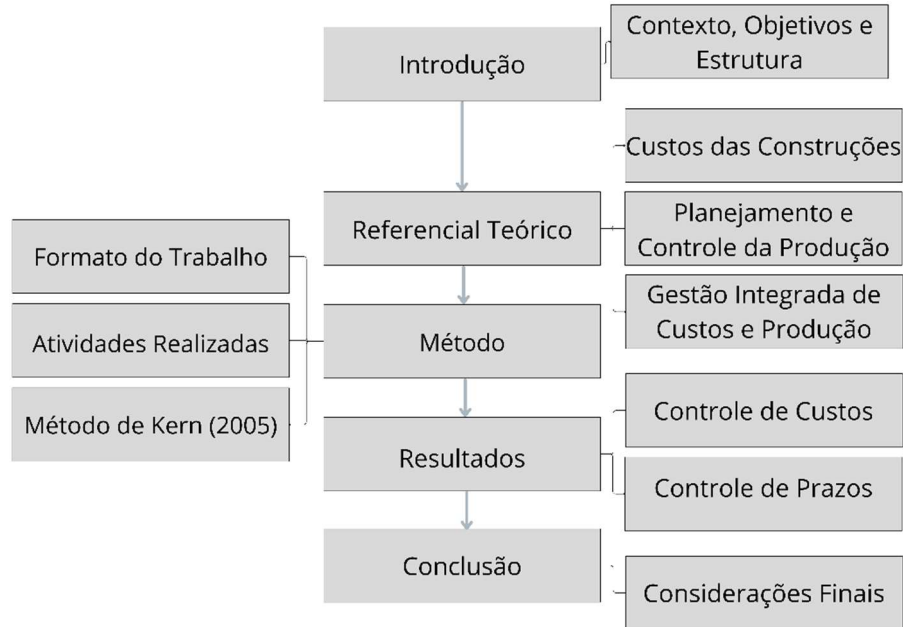 Introdução
Contexto, Objetivos e
Estrutura
Referencial Teórico
Custos das Construções
Planejamento e
Controle da Produção
Gestão Integrada de
Custos e Produção
Método
Formato do Trabalho
Atividades Realizadas
Método de Kern (2005)
Resultados
Controle de Custos
Controle de Prazos
Conclusão
Considerações Finais